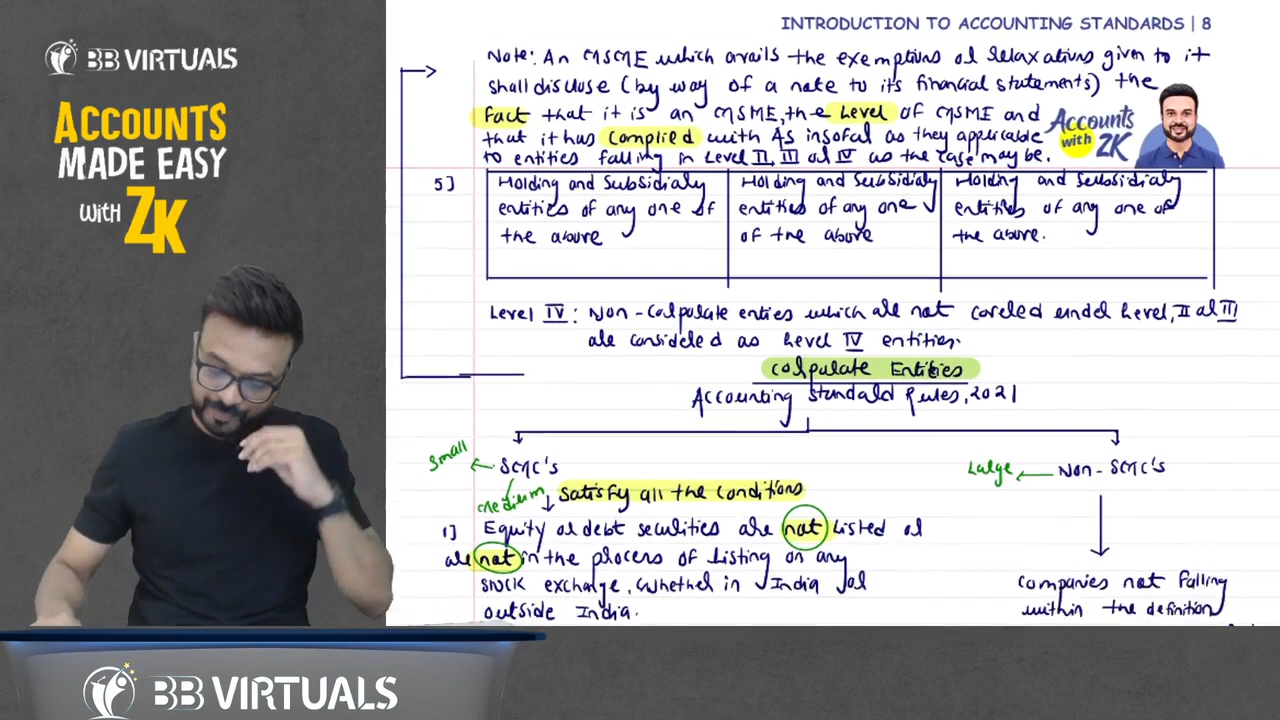 BB VIRTUALS
ACCOUNTS
MADE EASY
WITH
ZK
INTRODUCTION TO ACCOUNTING STANDARDS | 8
Note: An MSME which avails the exemptions or relaxations given to it
shall disclose (by way of a note to its financial statements) the
fact that it is an MSME, the Level of MSME and
that it has complied with AS insofar as they applicable
to entities falling in Level II, III or IV as the case may be.
Accounts
with ZK
5]
Holding and Subsidiary
entities of any one of
the above
Holding and Subsidiary
entities of any one
of the above
Holding and Subsidiary
entities of any one of
the above.
Level IV: Non-Corporate enties which are not covered under Level, II or III
are considered as Level IV entities.
Corporate Entities
Accounting Standard Rules, 2021
Small
SMC's
Large
Non-SMC's
medium
Satisfy all the conditions
1] Equity or debt securities are not listed or
are not in the process of listing on any
stock exchange, whether in India or
outside India.
Companies not falling
within the definition
BB VIRTUALS